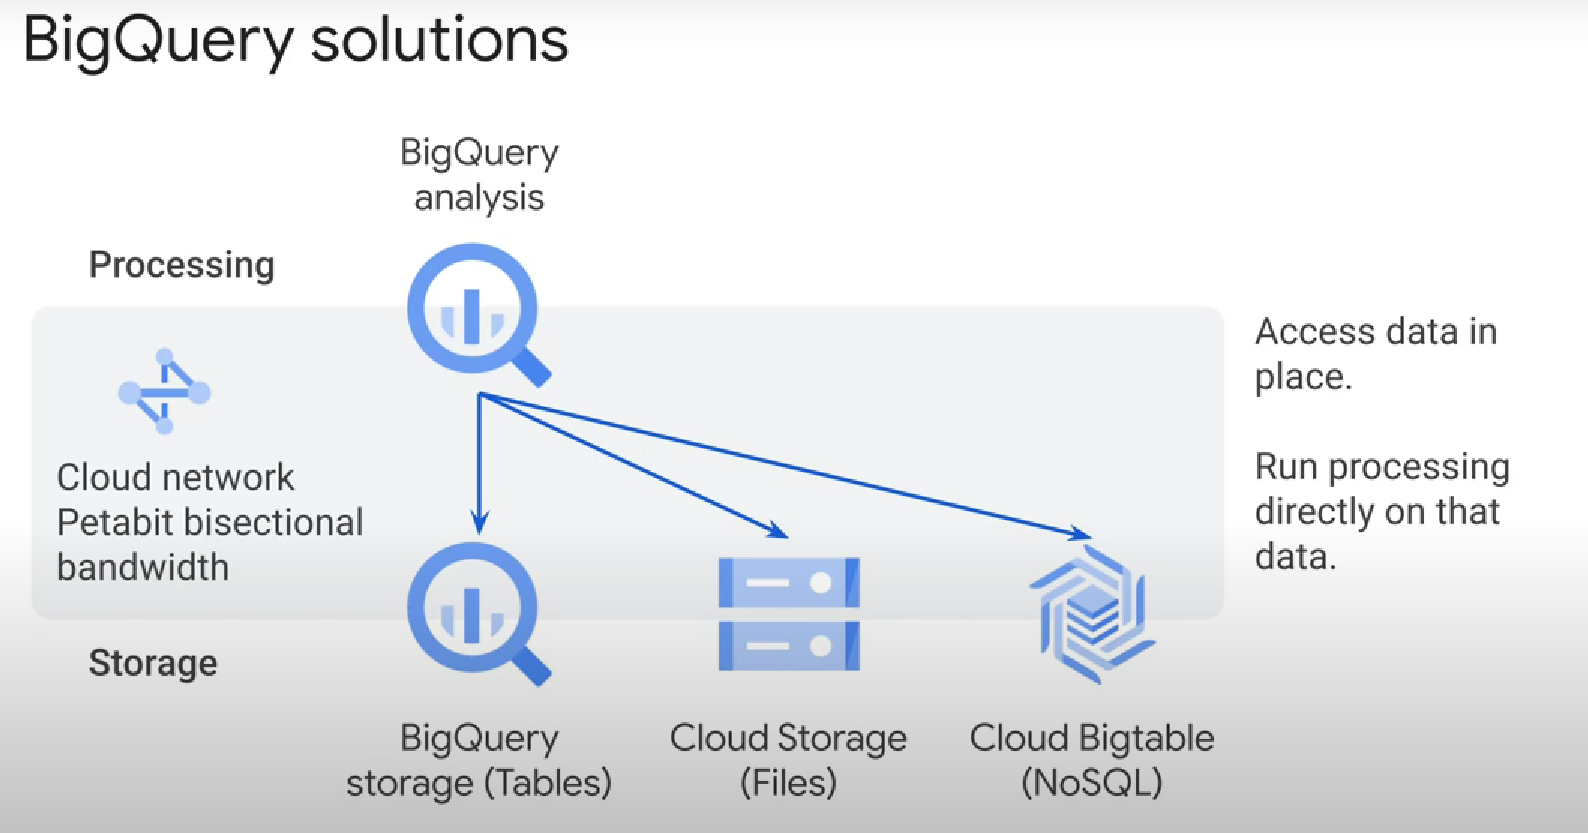 BigQuery solutions
BigQuery
analysis
Processing
Cloud network
Petabit bisectional
bandwidth
Access data in
place.
Run processing
directly on that
data.
Storage
BigQuery
storage (Tables)
Cloud Storage
(Files)
Cloud Bigtable
(NoSQL)